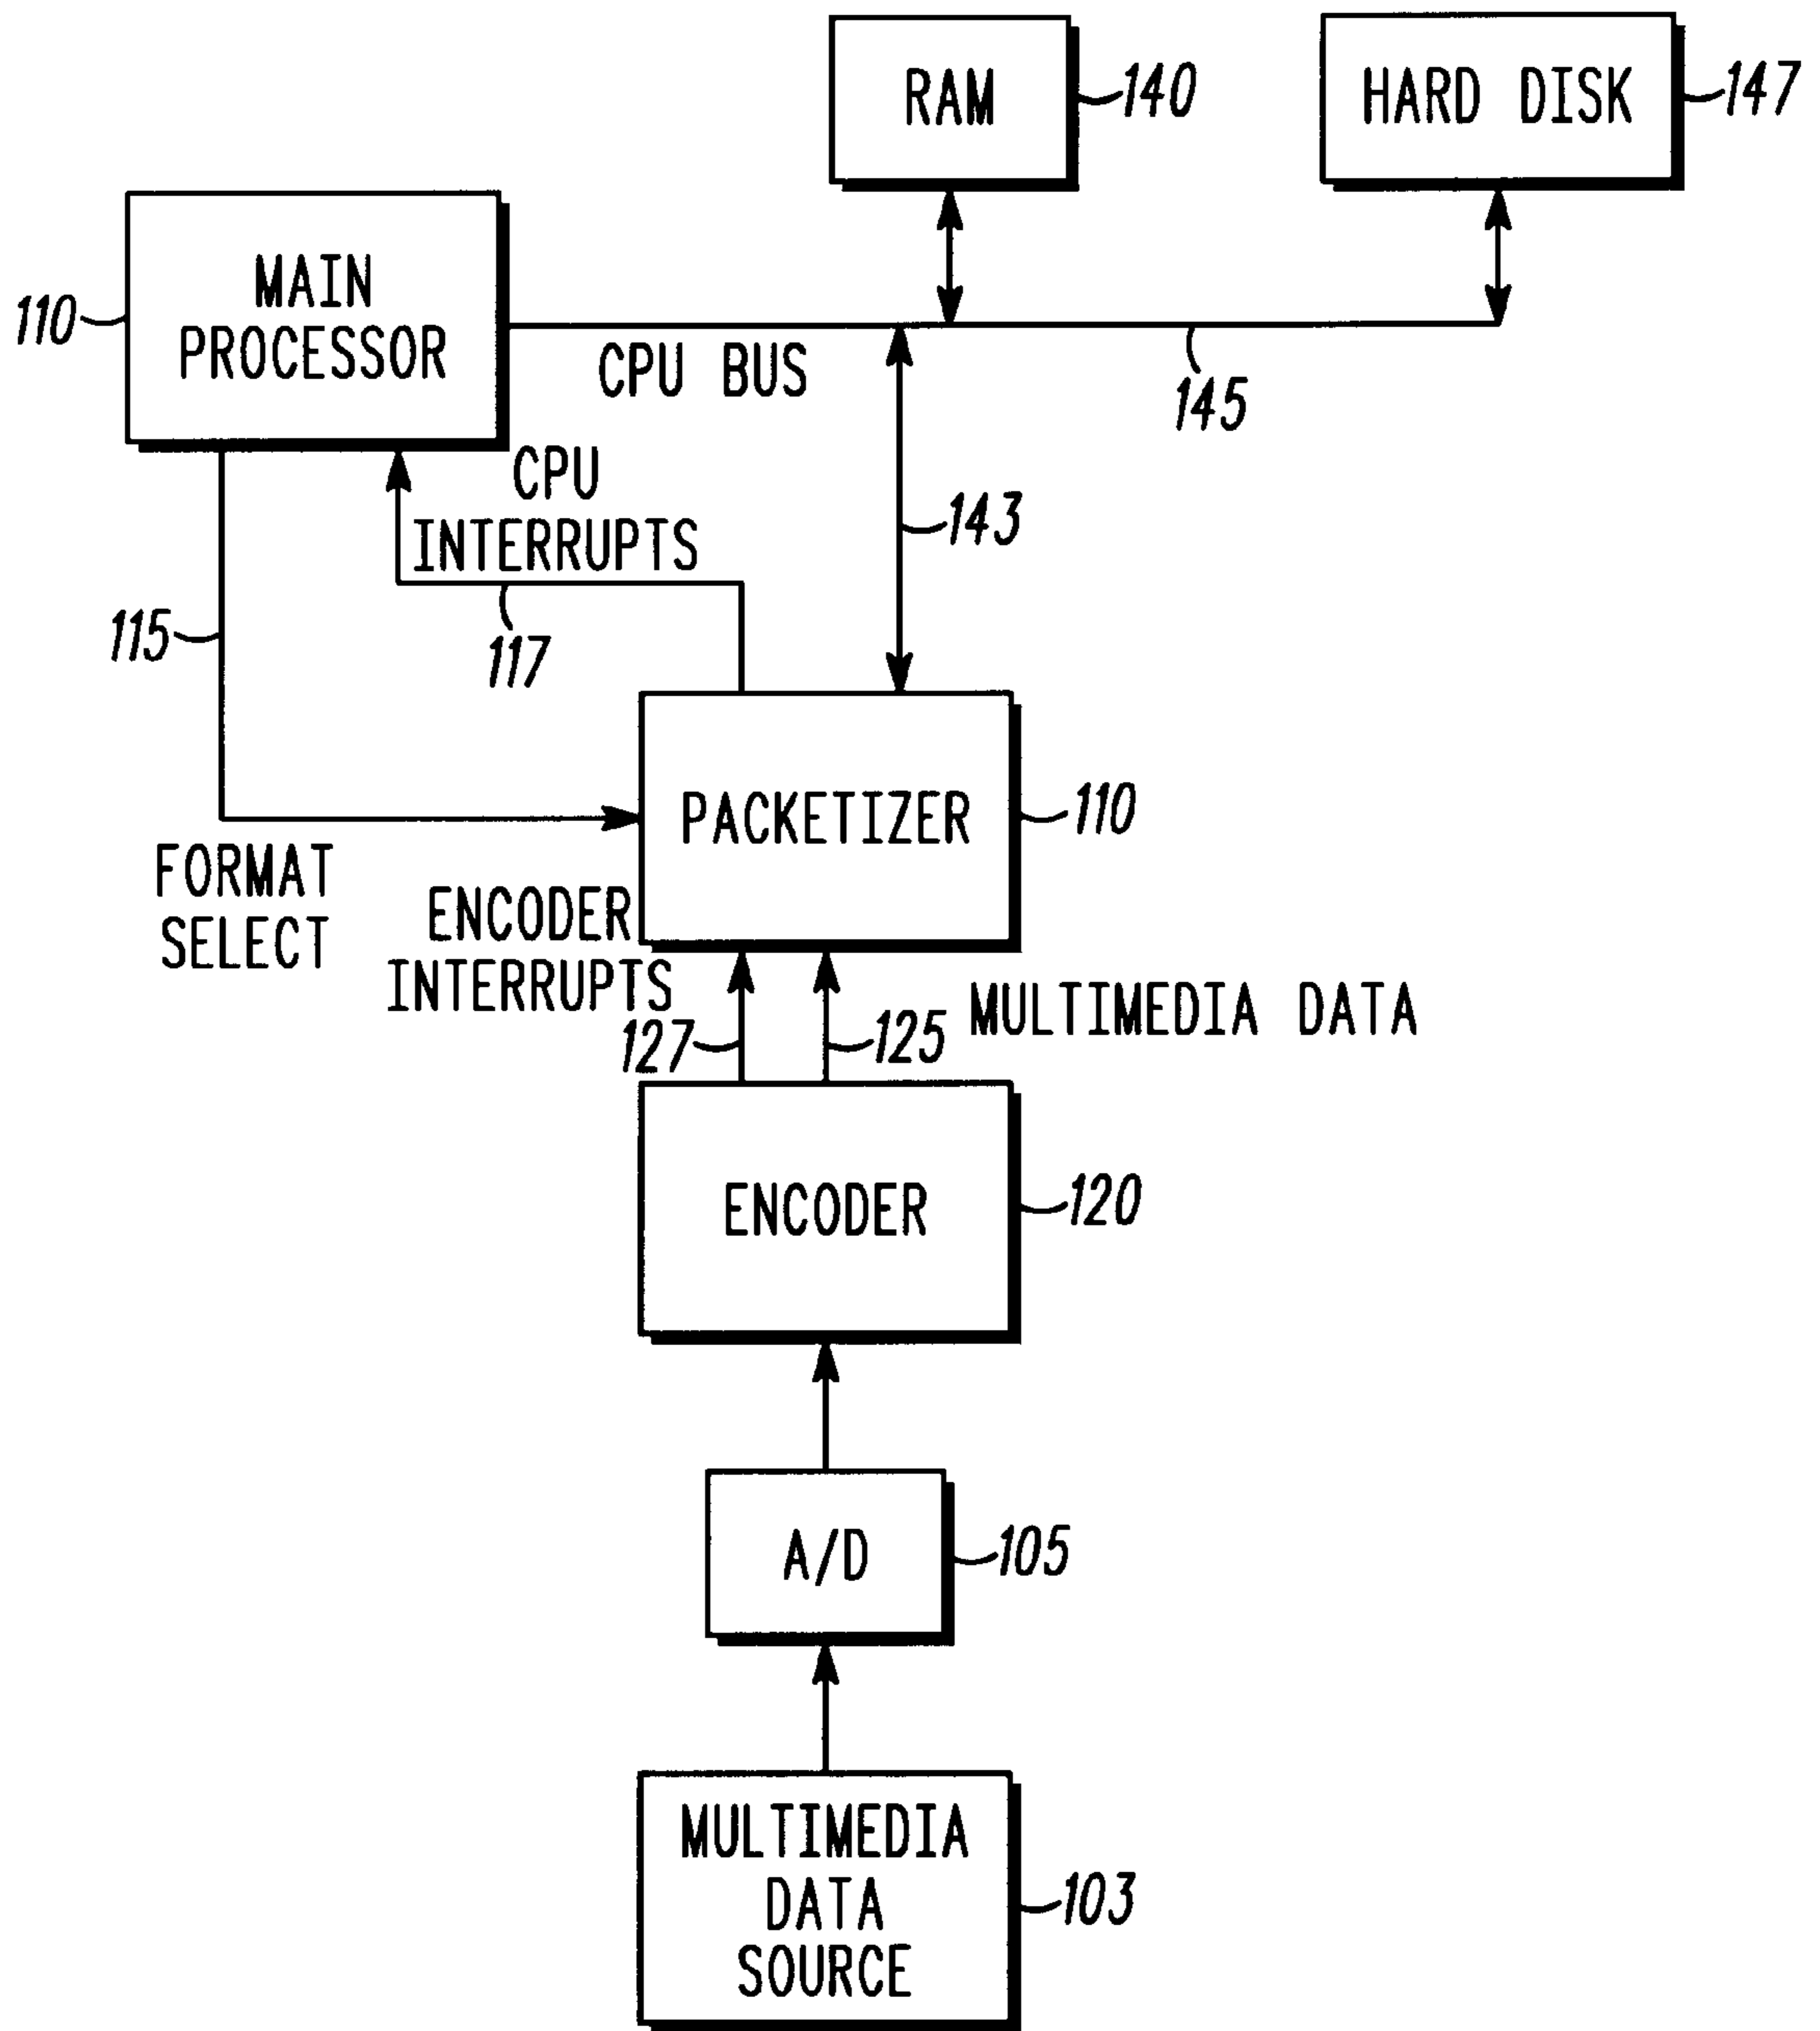 RAM
140
HARD DISK
147
MAIN
PROCESSOR
110
CPU BUS
145
CPU
INTERRUPTS
143
115
117
PACKETIZER
110
FORMAT
SELECT
ENCODER
INTERRUPTS
127
125
MULTIMEDIA DATA
ENCODER
120
A/D
105
MULTIMEDIA
DATA
SOURCE
103